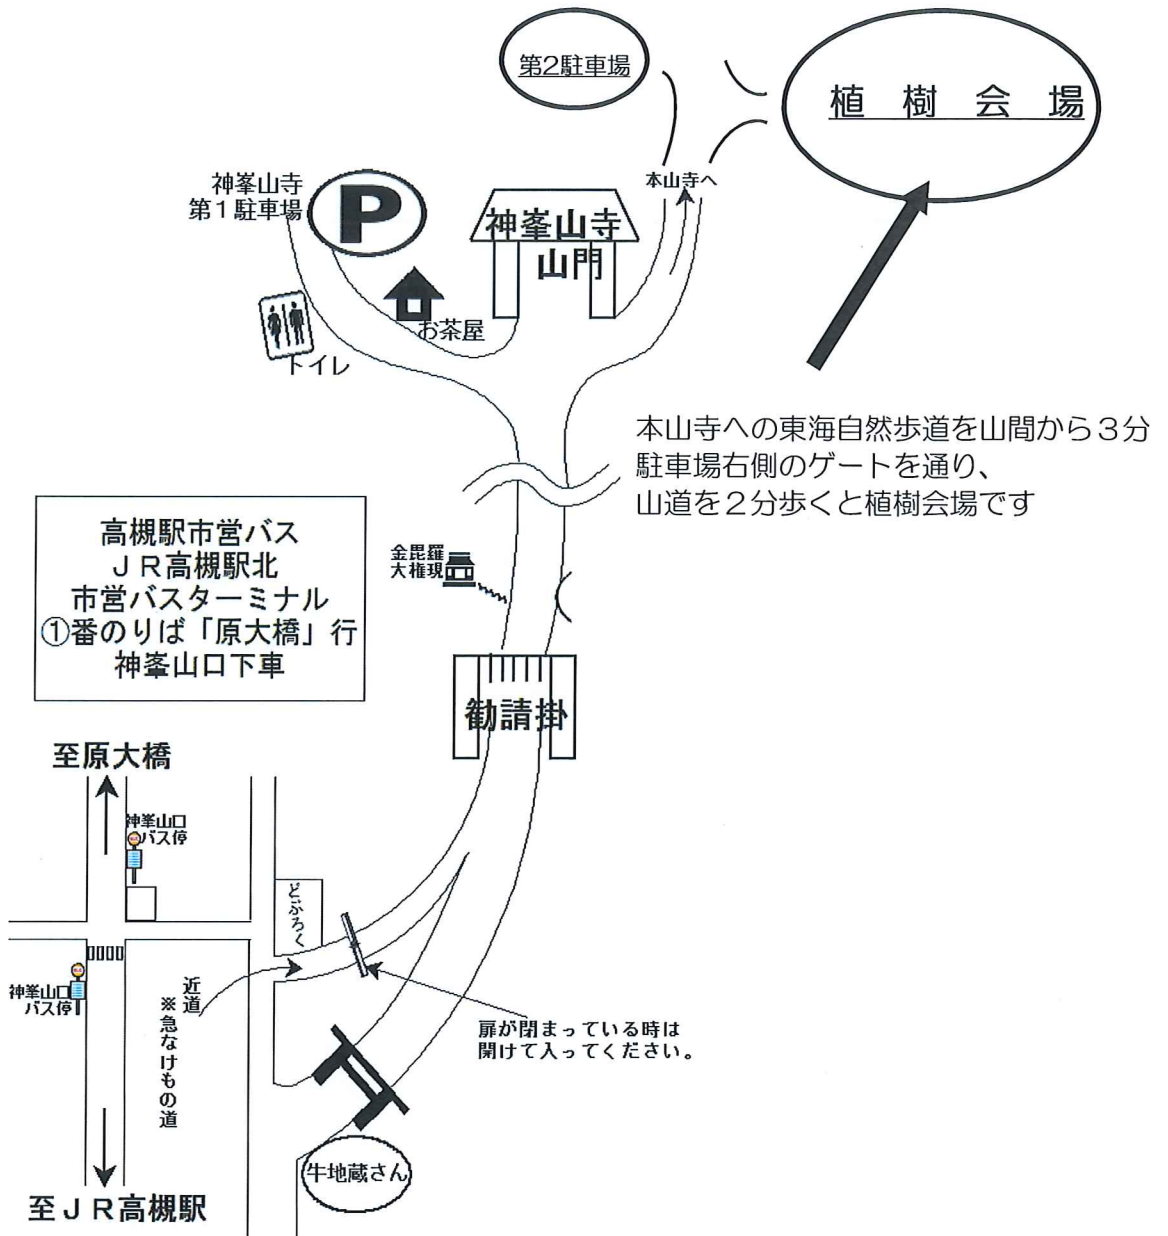 第2駐車場
植樹会場
神峯山寺
第1駐車場
P
本山寺へ
神峯山寺
山門
お茶屋
トイレ
本山寺への東海自然歩道を山間から3分
駐車場右側のゲートを通り、
山道を2分歩くと植樹会場です
高槻駅市営バス
JR高槻駅北
市営バスターミナル
①番のりば「原大橋」行
神峯山口下車
金毘羅
大権現
勧請掛
至原大橋
神峯山口
バス停
どぶろく
神峯山口
バス停
近道
※急なけもの道
扉が閉まっている時は
開けて入ってください。
牛地蔵さん
至JR高槻駅